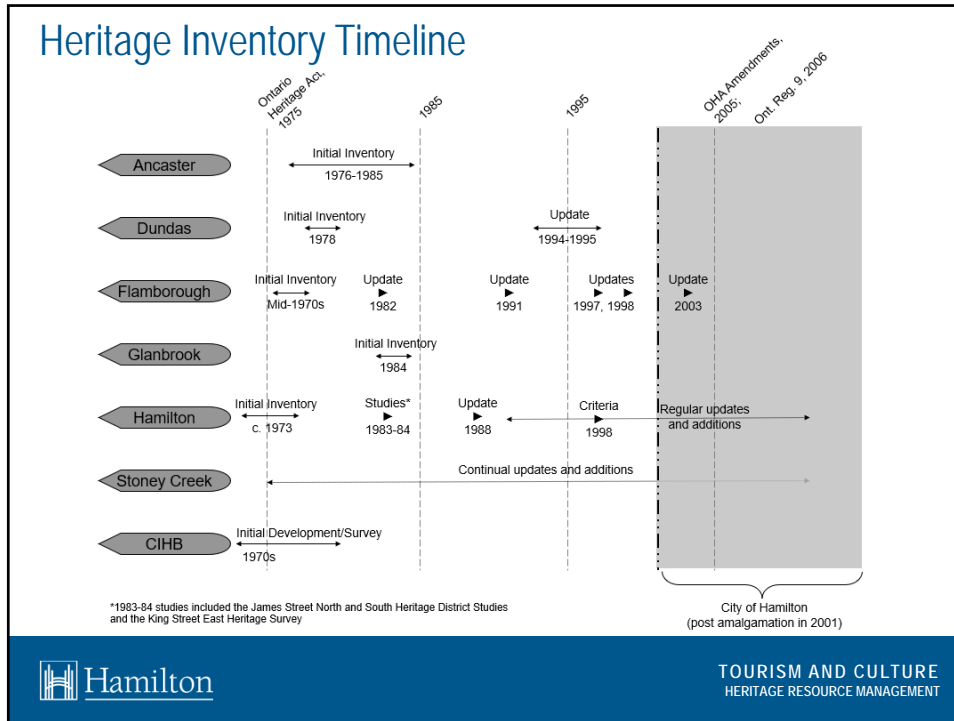 Heritage Inventory Timeline
Ontario
Heritage Act,
1975
1985
1995
OHA Amendments,
2005;
Ont. Reg. 9, 2006
Ancaster
Initial Inventory
1976-1985
Dundas
Initial Inventory
1978
Update
1994-1995
Flamborough
Initial Inventory
Mid-1970s
Update
1982
Update
1991
Updates
1997, 1998
Update
2003
Glanbrook
Initial Inventory
1984
Hamilton
Initial Inventory
c. 1973
Studies*
1983-84
Update
1988
Criteria
1998
Regular updates
and additions
Stoney Creek
Continual updates and additions
CIHB
Initial Development/Survey
1970s
*1983-84 studies included the James Street North and South Heritage District Studies
and the King Street East Heritage Survey
City of Hamilton
(post amalgamation in 2001)
Hamilton
TOURISM AND CULTURE
HERITAGE RESOURCE MANAGEMENT